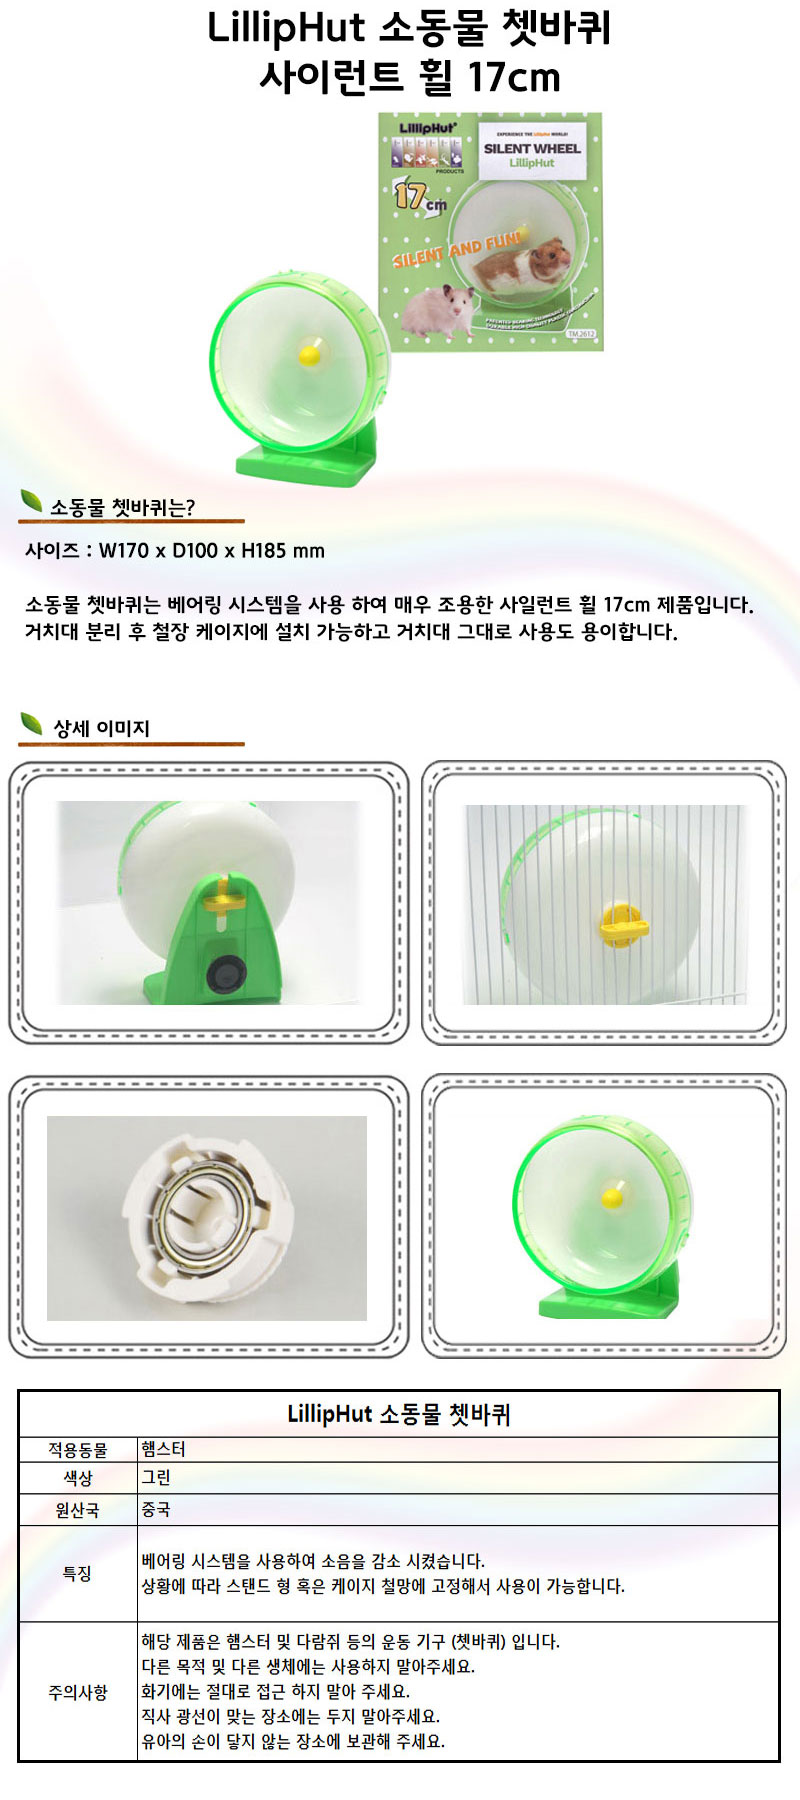 LillipHut 소동물 쳇바퀴
사이런트 휠 17cm
LillipHut
PRODUCTS
EXPERIENCE THE LillipHut WORLD!
SILENT WHEEL
LillipHut
17cm
SILENT AND FUN!
TM.2612
소동물 쳇바퀴는?
사이즈 : W170 x D100 x H185 mm
소동물 쳇바퀴는 베어링 시스템을 사용 하여 매우 조용한 사일런트 휠 17cm 제품입니다.
거치대 분리 후 철장 케이지에 설치 가능하고 거치대 그대로 사용도 용이합니다.
상세 이미지
LillipHut 소동물 쳇바퀴
적용동물 햄스터
색상 그린
원산국 중국
특징
베어링 시스템을 사용하여 소음을 감소 시켰습니다.
상황에 따라 스탠드 형 혹은 케이지 철망에 고정해서 사용이 가능합니다.
주의사항
해당 제품은 햄스터 및 다람쥐 등의 운동 기구 (쳇바퀴) 입니다.
다른 목적 및 다른 생체에는 사용하지 말아주세요.
화기에는 절대로 접근 하지 말아 주세요.
직사 광선이 맞는 장소에는 두지 말아주세요.
유아의 손이 닿지 않는 장소에 보관해 주세요.